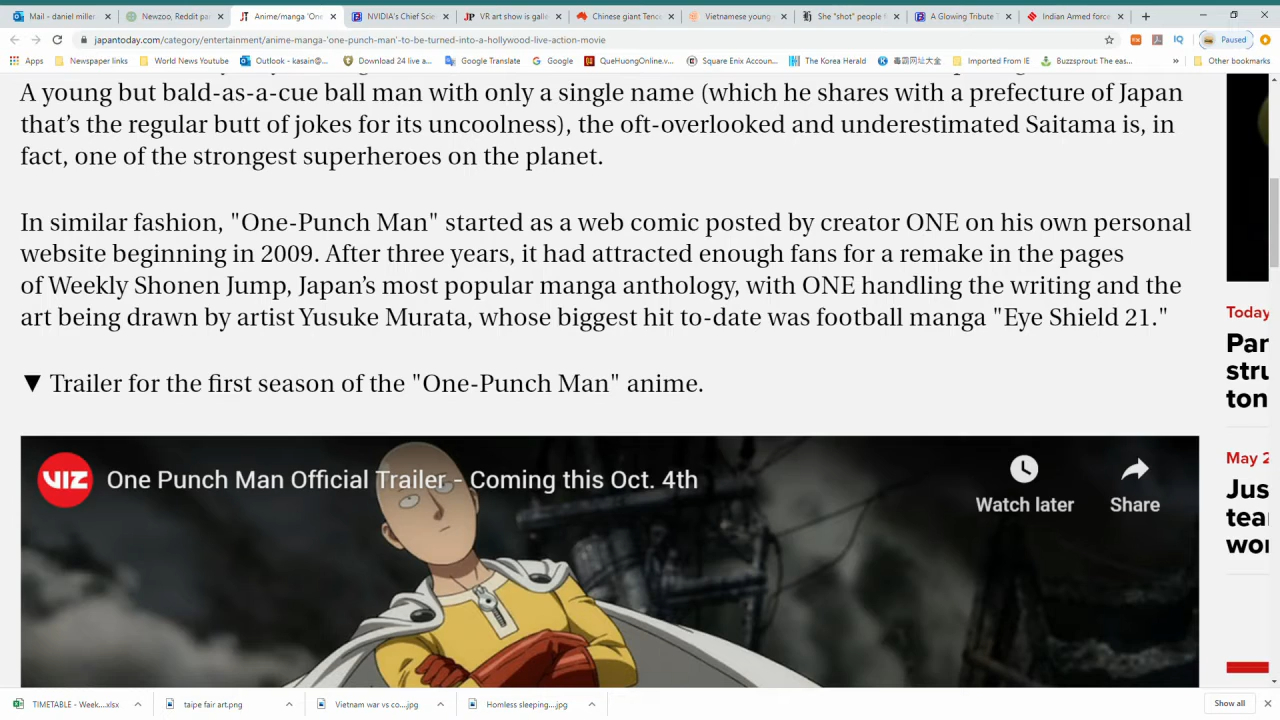 Mail - daniel miller
Newzoo, Reddit pa
Anime/manga 'One
NVIDIA's Chief Scie
VR art show is galle
Chinese giant Tenc
Vietnamese young
She "shot" people f
A Glowing Tribute T
Indian Armed force
japantoday.com/category/entertainment/anime-manga-'one-punch-man'-to-be-turned-into-a-hollywood-live-action-movie
Paused
Apps
Newspaper links
World News Youtube
Outlook - kasain@...
Download 24 live a...
Google Translate
Google
QueHuongOnline.v...
Square Enix Accoun...
The Korea Herald
毒霸网址大全
Imported From IE
Buzzsprout: The eas...
Other bookmarks
A young but bald-as-a-cue ball man with only a single name (which he shares with a prefecture of Japan
that's the regular butt of jokes for its uncoolness), the oft-overlooked and underestimated Saitama is, in
fact, one of the strongest superheroes on the planet.
In similar fashion, "One-Punch Man" started as a web comic posted by creator ONE on his own personal
website beginning in 2009. After three years, it had attracted enough fans for a remake in the pages
of Weekly Shonen Jump, Japan's most popular manga anthology, with ONE handling the writing and the
art being drawn by artist Yusuke Murata, whose biggest hit to-date was football manga "Eye Shield 21."
▼ Trailer for the first season of the "One-Punch Man" anime.
VIZ
One Punch Man Official Trailer - Coming this Oct. 4th
Watch later
Share
Today
Par
stru
ton
May 2
Jus
tea
wo
TIMETABLE - Week....xlsx
taipe fair art.png
Vietnam war vs co....jpg
Homless sleeping....jpg
Show all